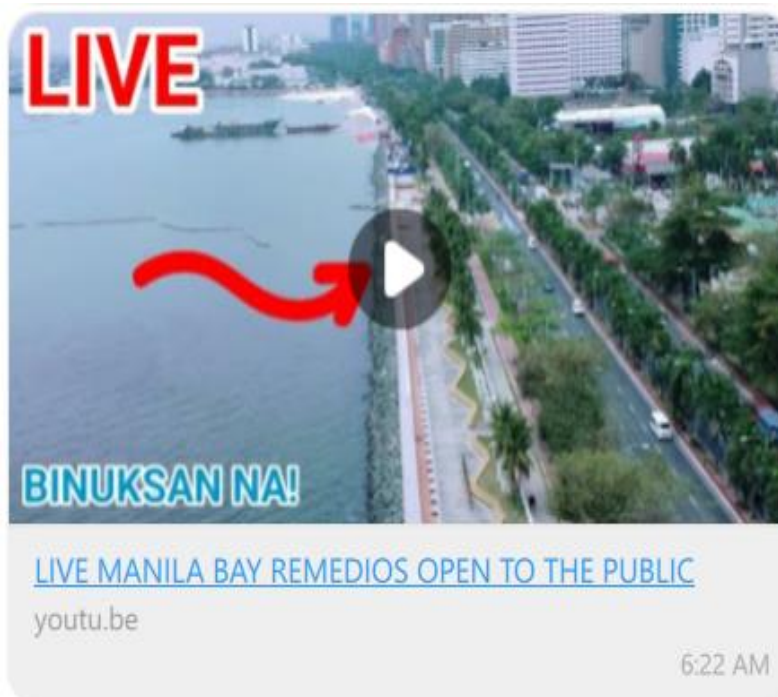 LIVE
BINUKSAN NA!
LIVE MANILA BAY REMEDIOS OPEN TO THE PUBLIC
youtu.be
6:22 AM